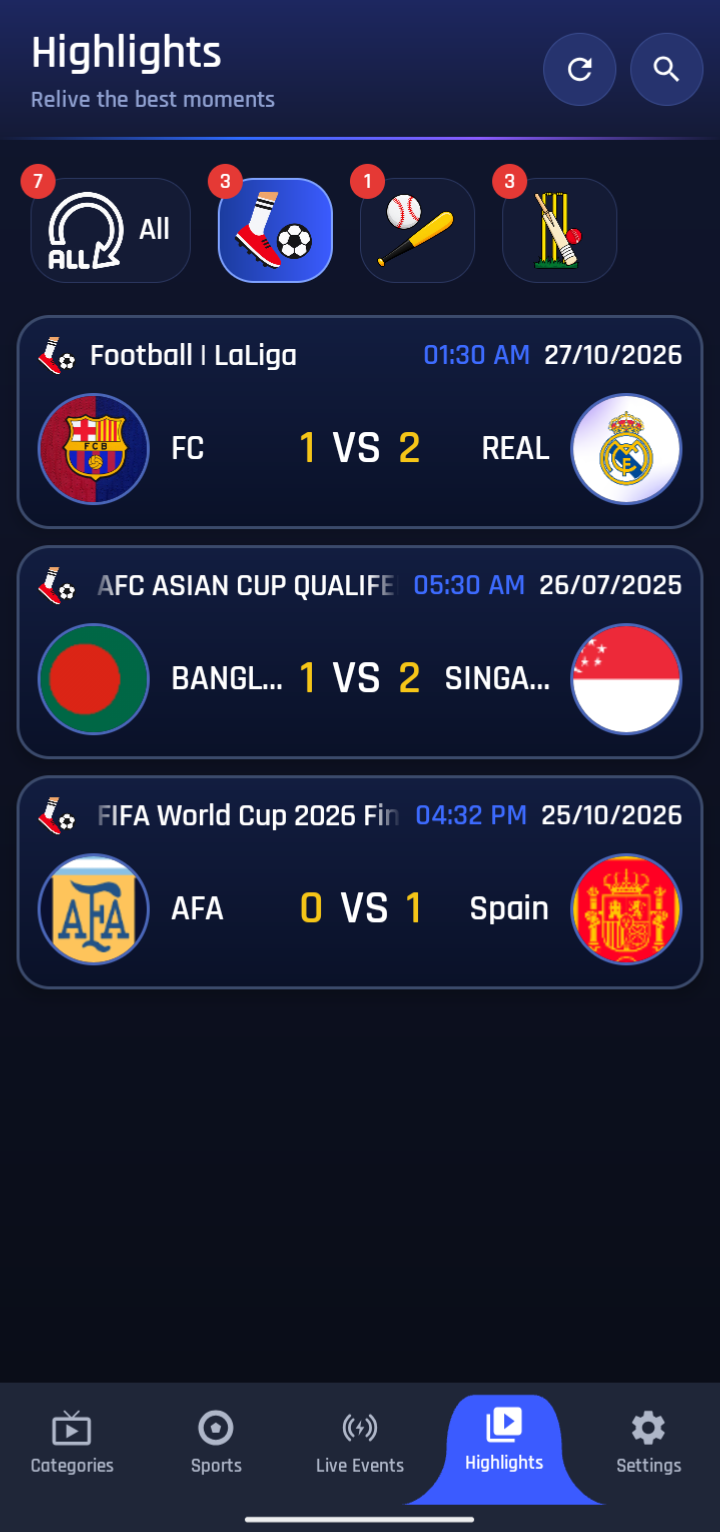 Highlights
Relive the best moments
7
3
1
3
ALL All
Football | LaLiga 01:30 AM 27/10/2026
FCB
FC 1 VS 2 REAL
AFC ASIAN CUP QUALIFE 05:30 AM 26/07/2025
BANGL... 1 VS 2 SINGA...
FIFA World Cup 2026 Fin 04:32 PM 25/10/2026
AFA AFA 0 VS 1 Spain
Categories Sports Live Events Highlights Settings